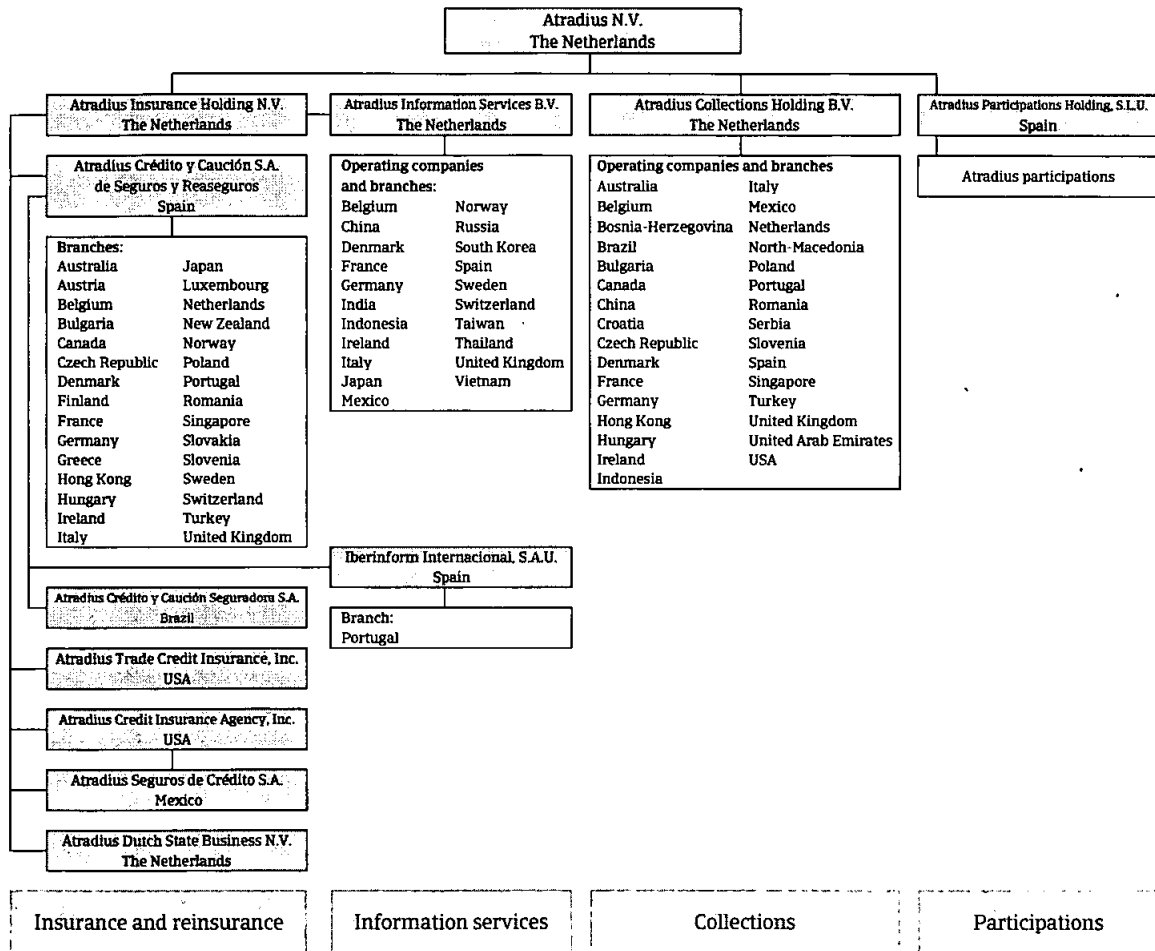 Atradius N.V.
The Netherlands
Atradius Insurance Holding N.V.
The Netherlands
Atradius Information Services B.V.
The Netherlands
Atradius Collections Holding B.V.
The Netherlands
Atradius Participations Holding, S.L.U.
Spain
Atradius Crédito y Caución S.A.
de Seguros y Reaseguros
Spain
Branches:
Australia Japan
Austria Luxembourg
Belgium Netherlands
Bulgaria New Zealand
Canada Norway
Czech Republic Poland
Denmark Portugal
Finland Romania
France Singapore
Germany Slovakia
Greece Slovenia
Hong Kong Sweden
Hungary Switzerland
Ireland Turkey
Italy United Kingdom
Operating companies
and branches:
Belgium Norway
China Russia
Denmark South Korea
France Spain
Germany Sweden
India Switzerland
Indonesia Taiwan
Ireland Thailand
Italy United Kingdom
Japan Vietnam
Mexico
Operating companies and branches
Australia Italy
Belgium Mexico
Bosnia-Herzegovina Netherlands
Brazil North-Macedonia
Bulgaria Poland
Canada Portugal
China Romania
Croatia Serbia
Czech Republic Slovenia
Denmark Spain
France Singapore
Germany Turkey
Hong Kong United Kingdom
Hungary United Arab Emirates
Ireland USA
Indonesia
Atradius participations
Iberinform Internacional, S.A.U.
Spain
Branch:
Portugal
Atradius Crédito y Caución Seguradora S.A.
Brazil
Atradius Trade Credit Insurance, Inc.
USA
Atradius Credit Insurance Agency, Inc.
USA
Atradius Seguros de Crédito S.A.
Mexico
Atradius Dutch State Business N.V.
The Netherlands
Insurance and reinsurance
Information services
Collections
Participations